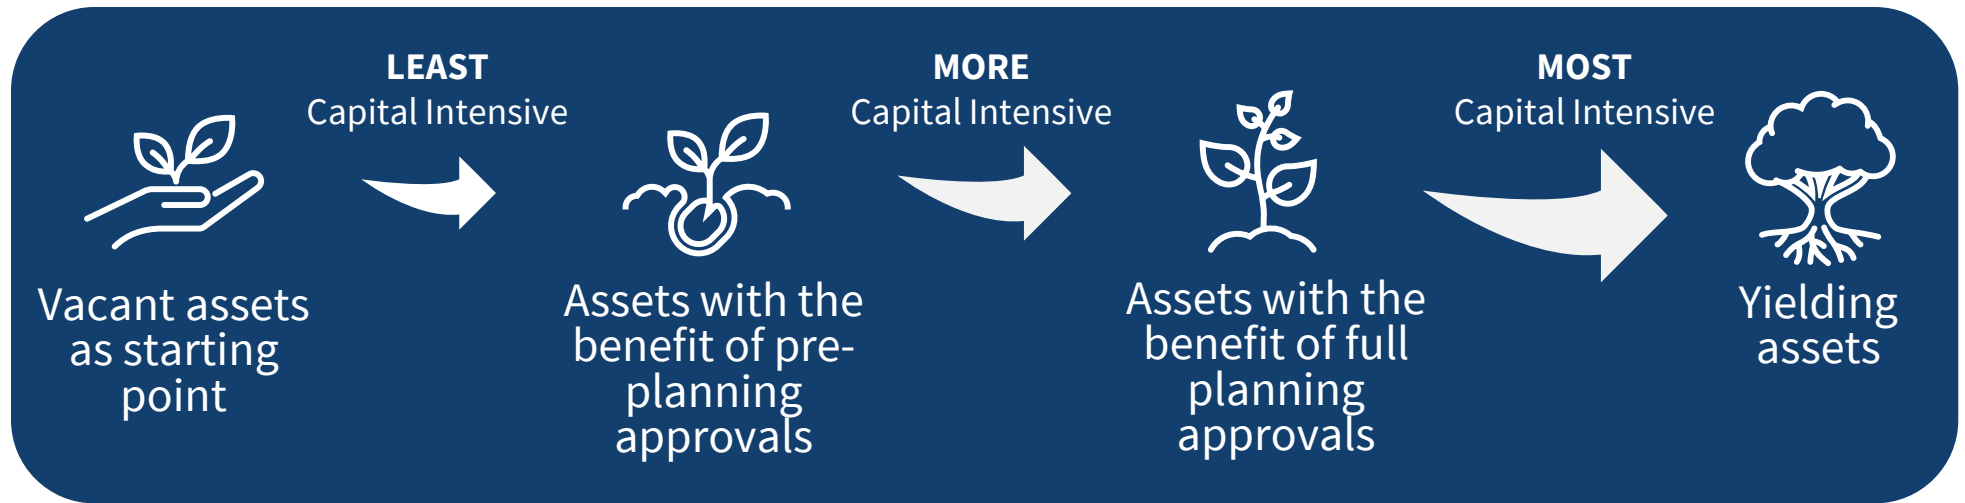 LEAST
Capital Intensive
MORE
Capital Intensive
MOST
Capital Intensive
Vacant assets
as starting
point
Assets with the
benefit of pre-
planning
approvals
Assets with the
benefit of full
planning
approvals
Yielding
assets